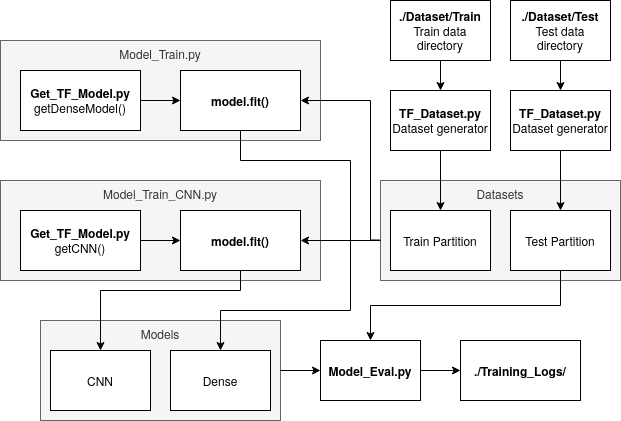 ./Dataset/Train
Train data
directory
./Dataset/Test
Test data
directory
Model_Train.py
Get_TF_Model.py
getDenseModel()
model.fit()
TF_Dataset.py
Dataset generator
TF_Dataset.py
Dataset generator
Model_Train_CNN.py
Get_TF_Model.py
getCNN()
model.fit()
Datasets
Train Partition
Test Partition
Models
CNN
Dense
Model_Eval.py
./Training_Logs/